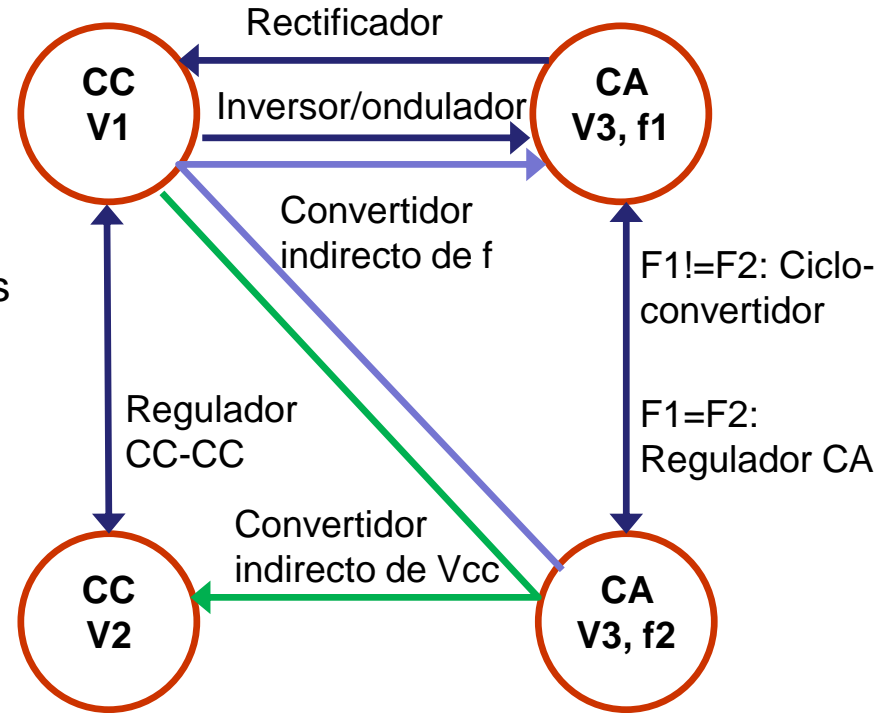 Rectificador
CC
V1
CA
V3, f1
Inversor/ondulador
Convertidor
indirecto de f
s
F1!=F2: Ciclo-
convertidor
Regulador
CC-CC
F1=F2:
Regulador CA
Convertidor
indirecto de Vcc
CC
V2
CA
V3, f2